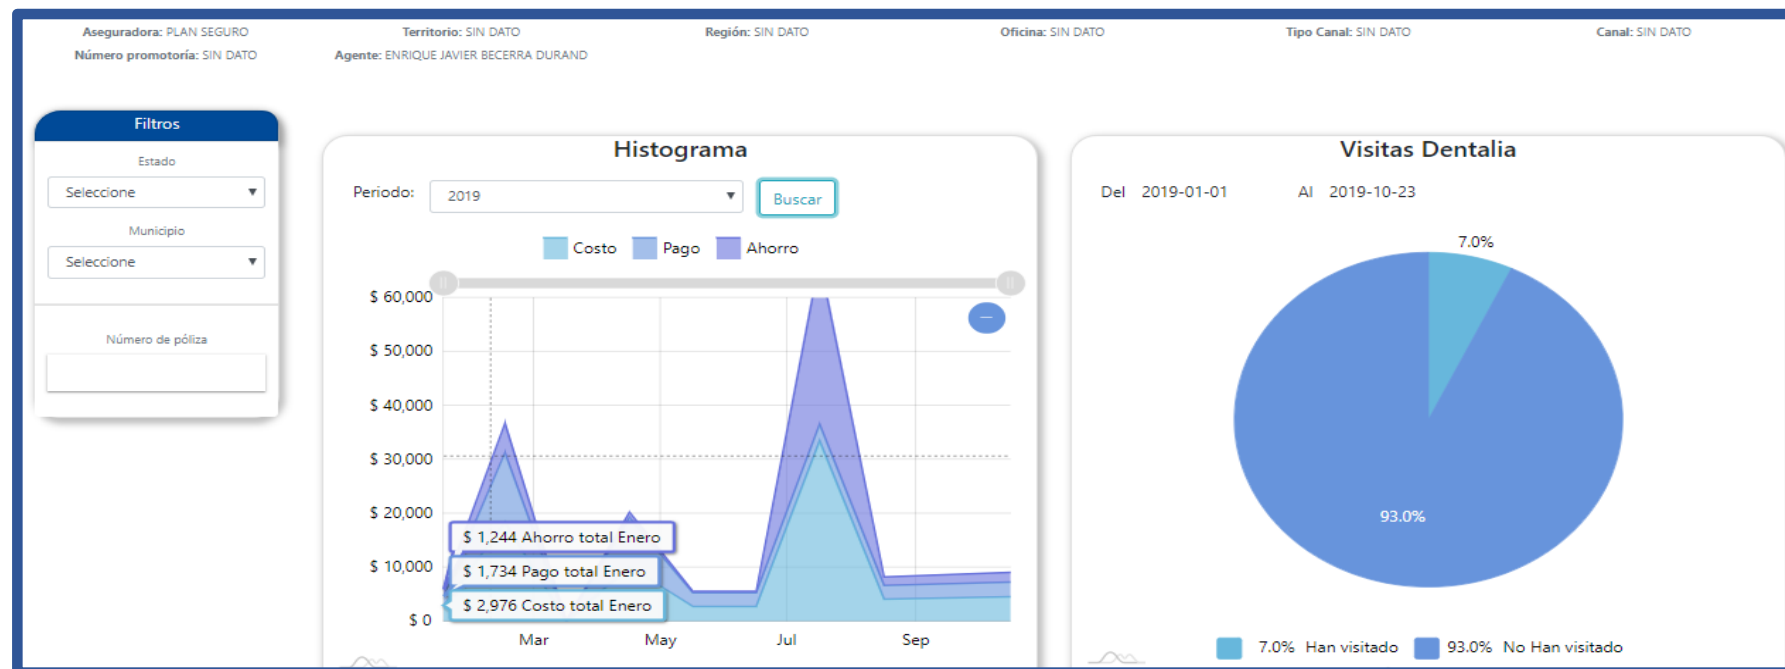 Aseguradora: PLAN SEGURO Territorio: SIN DATO Región: SIN DATO Oficina: SIN DATO Tipo Canal: SIN DATO Canal: SIN DATO
Número promotoría: SIN DATO Agente: ENRIQUE JAVIER BECERRA DURAND
Filtros
Estado
Seleccione
Municipio
Seleccione
Número de póliza
Histograma
Periodo: 2019 Buscar
Costo Pago Ahorro
$ 60,000
$ 50,000
$ 40,000
$ 30,000
$ 20,000
$ 10,000
$ 0
$ 1,244 Ahorro total Enero
$ 1,734 Pago total Enero
$ 2,976 Costo total Enero
Mar May Jul Sep
Visitas Dentalia
Del 2019-01-01 Al 2019-10-23
7.0%
93.0%
7.0% Han visitado 93.0% No Han visitado